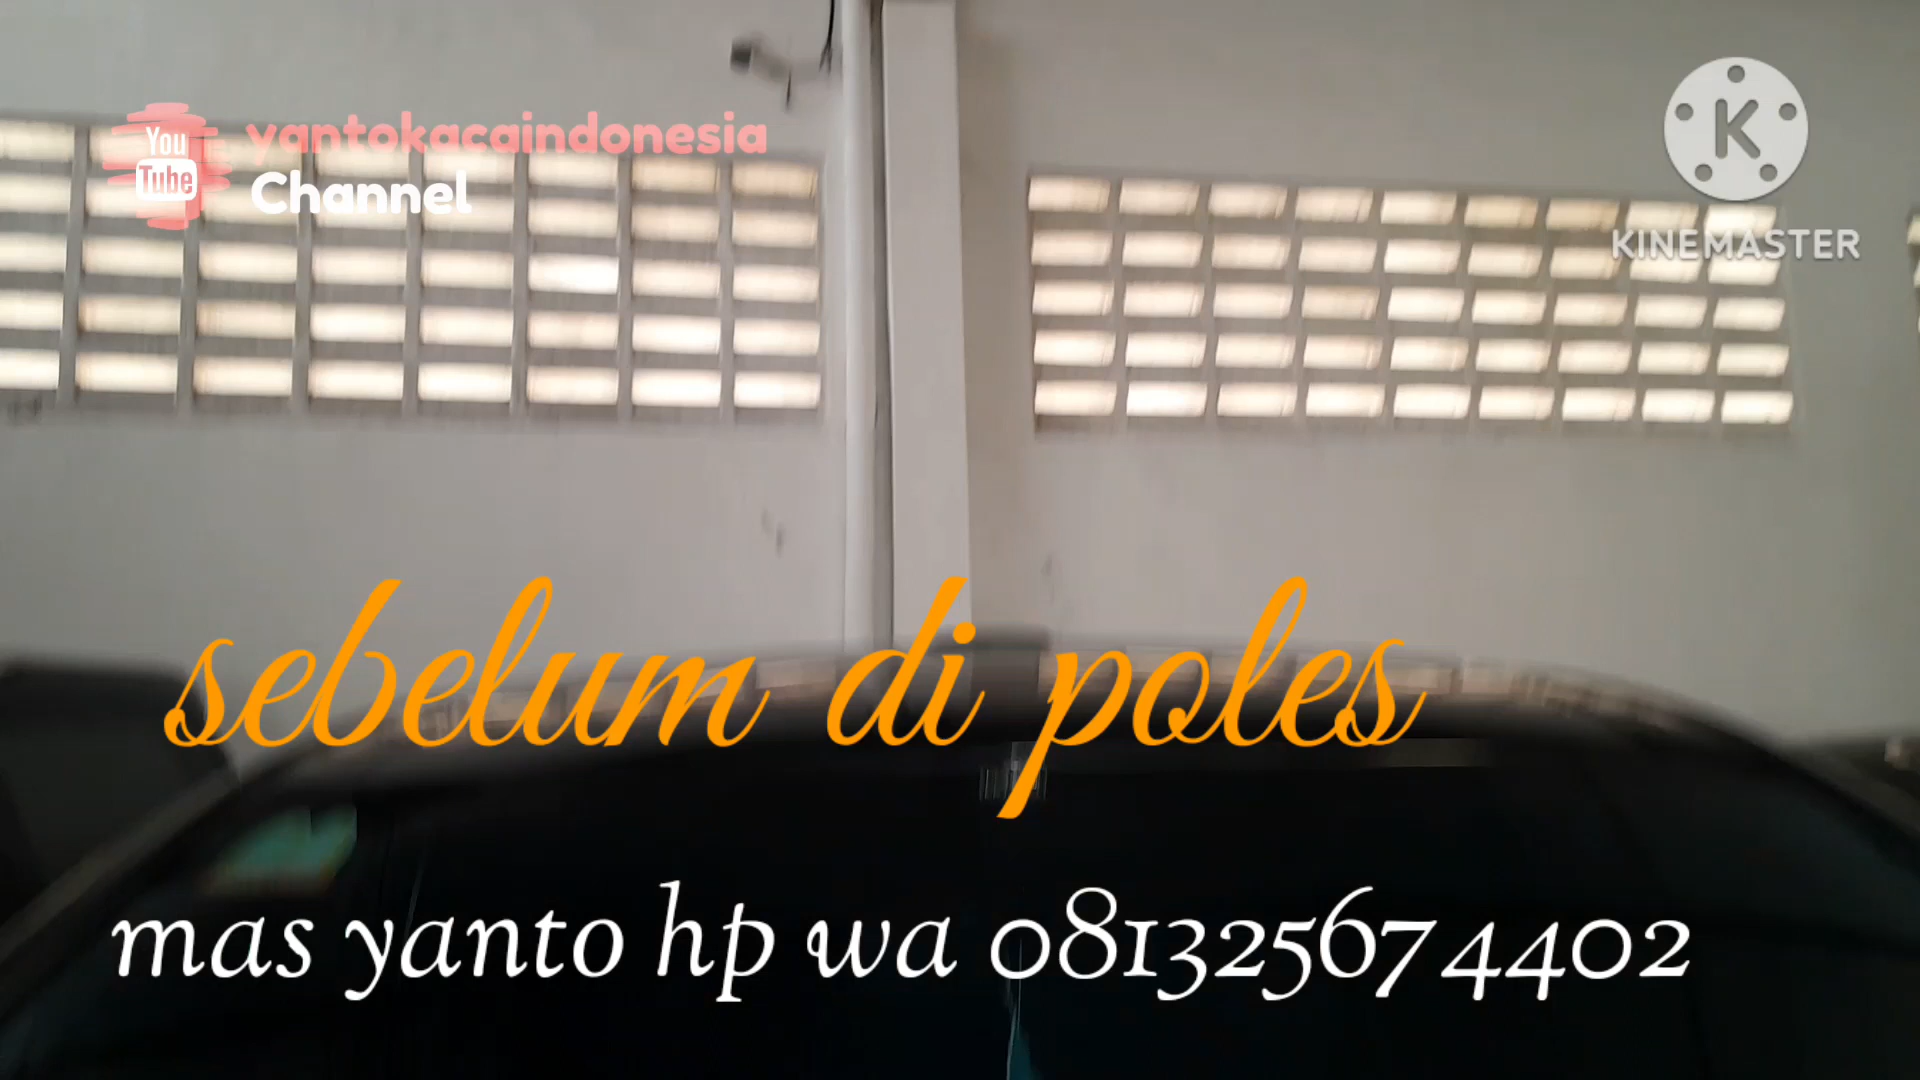 You
Tube
yantokacaindonesia
Channel
K
KINEMASTER
sebelum di poles
mas yanto hp wa 081325674402